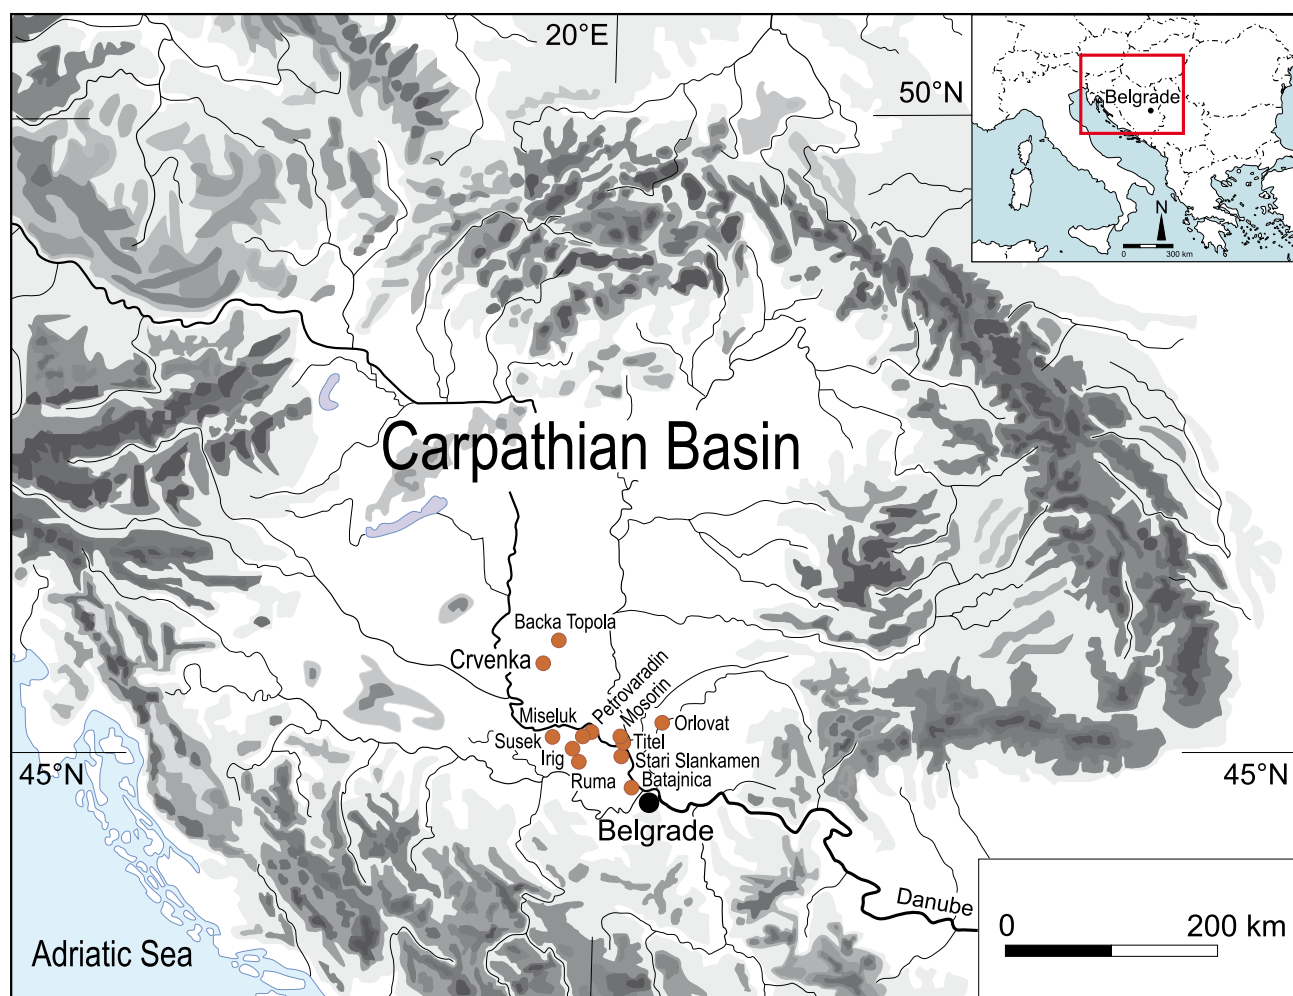 20°E
50°N
Belgrade
N
0 300 km
Carpathian Basin
Backa Topola
Crvenka
Petrovaradin
Mosorin
Miseluk
Orlovat
Susek
Titel
Irig
Stari Slankamen
Ruma
Batajnica
45°N
45°N
Belgrade
Danube
0 200 km
Adriatic Sea